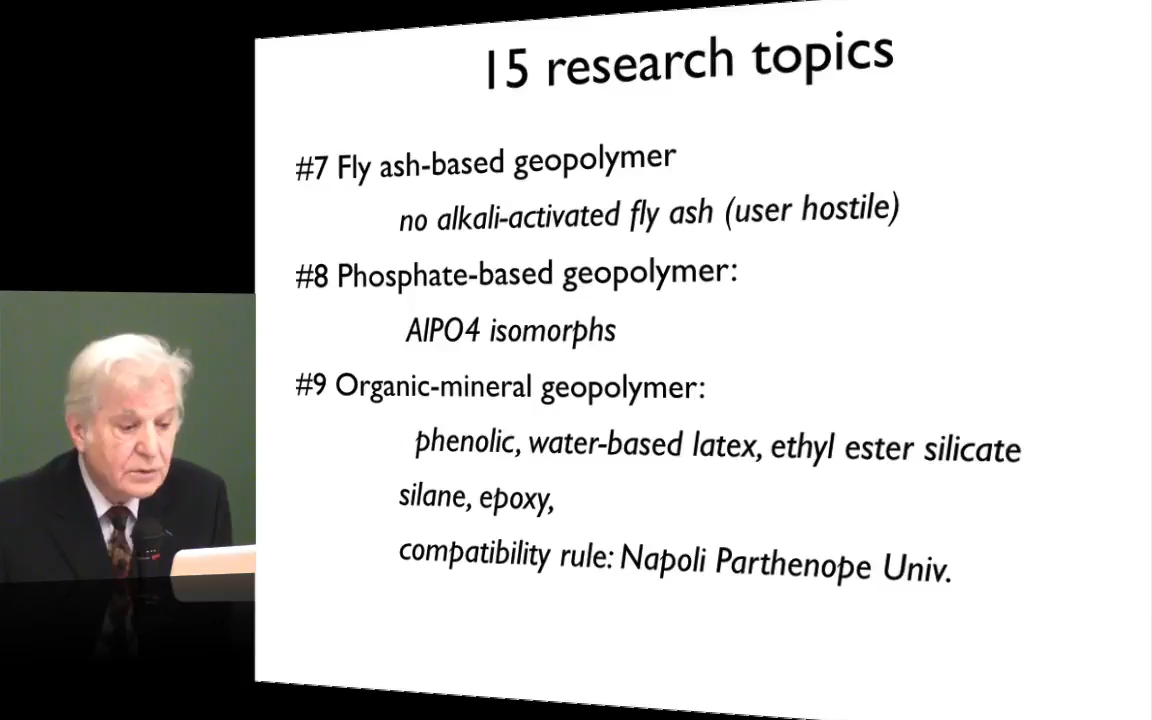 15 research topics
#7 Fly ash-based geopolymer
no alkali-activated fly ash (user hostile)
#8 Phosphate-based geopolymer:
AlPO4 isomorphs
#9 Organic-mineral geopolymer:
phenolic, water-based latex, ethyl ester silicate
silane, epoxy,
compatibility rule: Napoli Parthenope Univ.